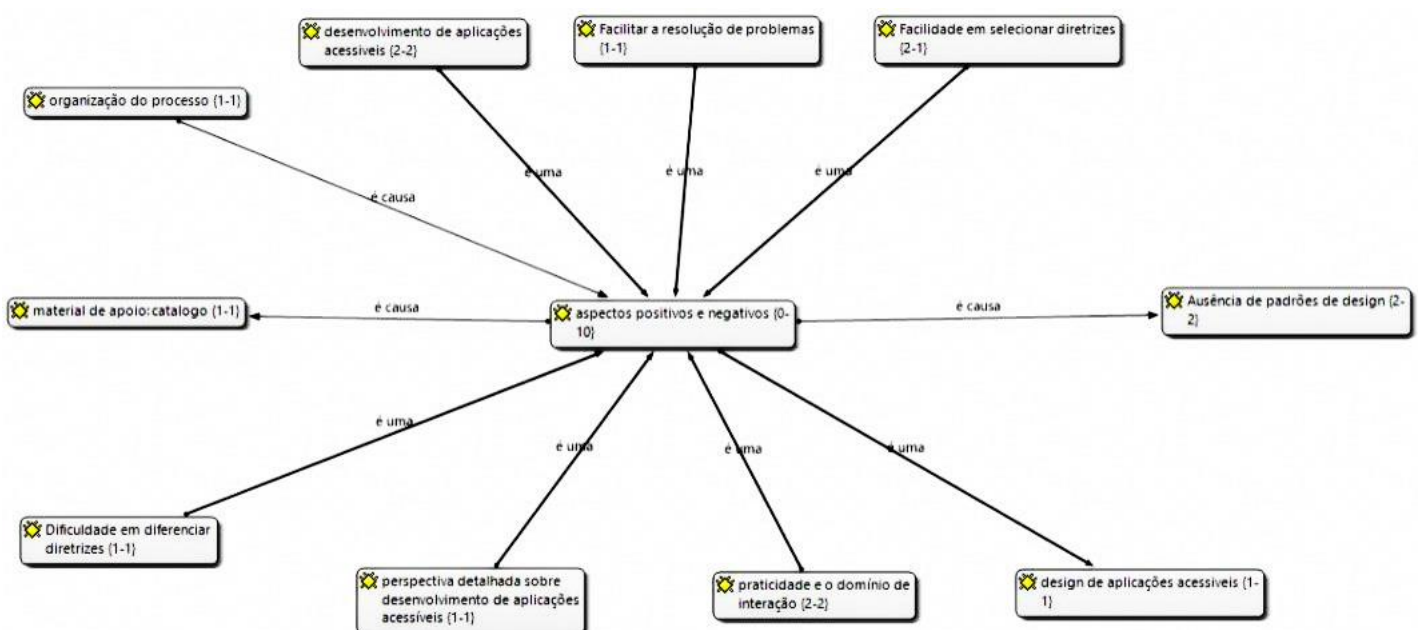 desenvolvimento de aplicações
acessiveis {2-2}
Facilitar a resolução de problemas
{1-1}
Facilidade em selecionar diretrizes
{2-1}
organização do processo {1-1}
é uma
é uma
é uma
é causa
material de apoio:catalogo {1-1}
é causa
aspectos positivos e negativos {0-
10}
é causa
Ausência de padrões de design {2-
2}
é uma
é uma
é uma
é uma
Dificuldade em diferenciar
diretrizes {1-1}
perspectiva detalhada sobre
desenvolvimento de aplicações
acessíveis {1-1}
praticidade e o domínio de
interação {2-2}
design de aplicações acessiveis {1-
1}